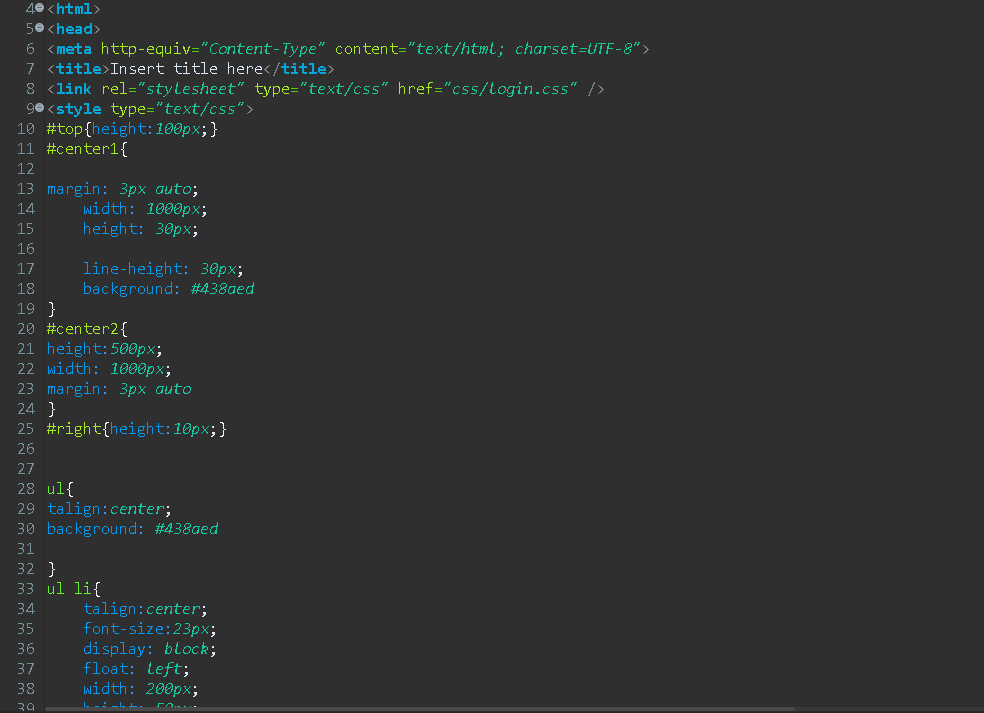 4 <html>
5 <head>
6 <meta http-equiv="Content-Type" content="text/html; charset=UTF-8">
7 <title>Insert title here</title>
8 <link rel="stylesheet" type="text/css" href="css/login.css" />
9 <style type="text/css">
10 #top{height:100px;}
11 #center1{
12
13 margin: 3px auto;
14 width: 1000px;
15 height: 30px;
16
17 line-height: 30px;
18 background: #438aed
19 }
20 #center2{
21 height:500px;
22 width: 1000px;
23 margin: 3px auto
24 }
25 #right{height:10px;}
26
27
28 ul{
29 talign:center;
30 background: #438aed
31
32 }
33 ul li{
34 talign:center;
35 font-size:23px;
36 display: block;
37 float: left;
38 width: 200px;
39 height: 50px;